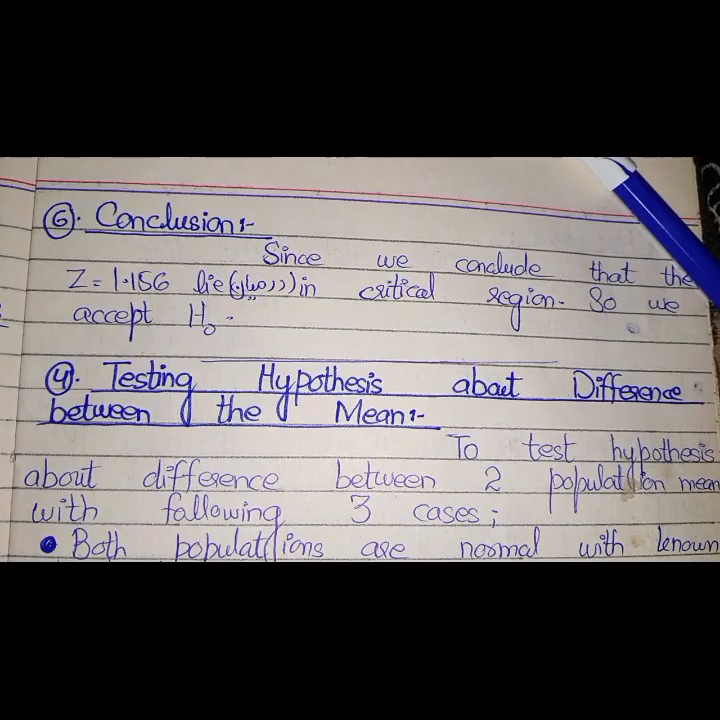 6. Conclusion:-
Since we conclude that the
Z = 1.156 lie (درمیان) in critical region. So we
accept H₀.
4. Testing Hypothesis about Difference
between the Mean:-
To test hypothesis
about difference between 2 population mean
with following 3 cases;
• Both populations are normal with known